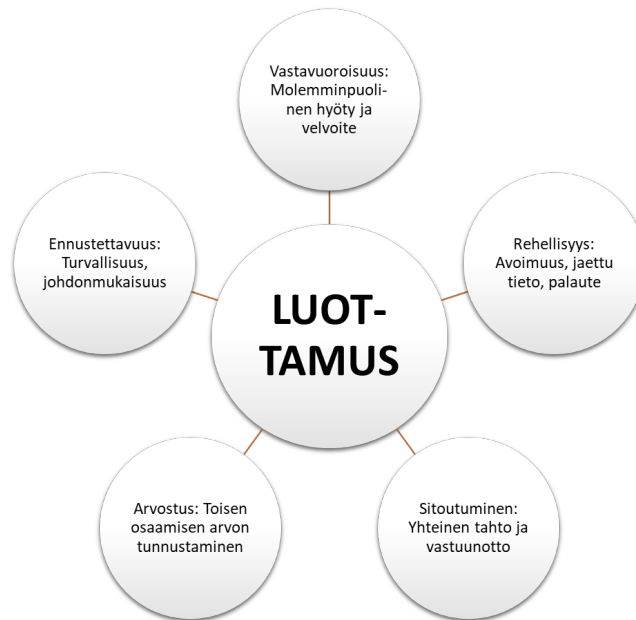 Vastavuoroisuus:
Molemminpuoli-
nen hyöty ja
velvoite
Ennustettavuus:
Turvallisuus,
johdonmukaisuus
Rehellisyys:
Avoimuus, jaettu
tieto, palaute
LUOT-
TAMUS
Arvostus: Toisen
osaamisen arvon
tunnustaminen
Sitoutuminen:
Yhteinen tahto ja
vastuunotto